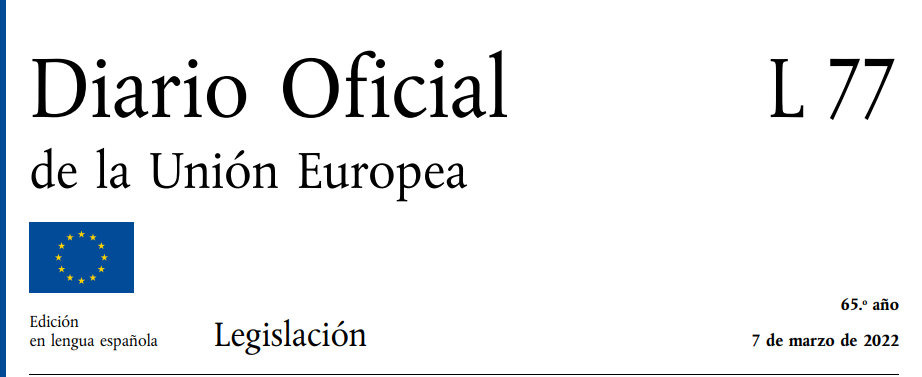 Diario Oficial L 77
de la Unión Europea
65.º año
Edición
en lengua española
Legislación
7 de marzo de 2022